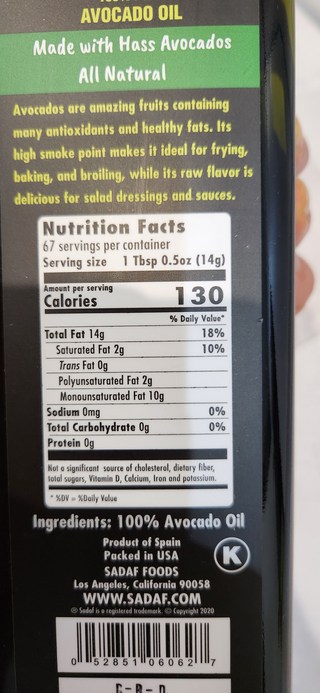 AVOCADO OIL
Made with Hass Avocados
All Natural
Avocados are amazing fruits containing
many antioxidants and healthy fats. Its
high smoke point makes it ideal for frying,
baking, and broiling, while its raw flavor is
delicious for salad dressings and sauces.
Nutrition Facts
67 servings per container
Serving size 1 Tbsp 0.5oz (14g)
Amount per serving
Calories 130
% Daily Value*
Total Fat 14g 18%
Saturated Fat 2g 10%
Trans Fat 0g
Polyunsaturated Fat 2g
Monounsaturated Fat 10g
Sodium 0mg 0%
Total Carbohydrate 0g 0%
Protein 0g
Not a significant source of cholesterol, dietary fiber,
total sugars, Vitamin D, Calcium, Iron and potassium.
* %DV = %Daily Value
Ingredients: 100% Avocado Oil
Product of Spain
Packed in USA
K
SADAF FOODS
Los Angeles, California 90058
WWW.SADAF.COM
® Sadaf is a registered trademark. © Copyright 2020
0 52851 06062 7